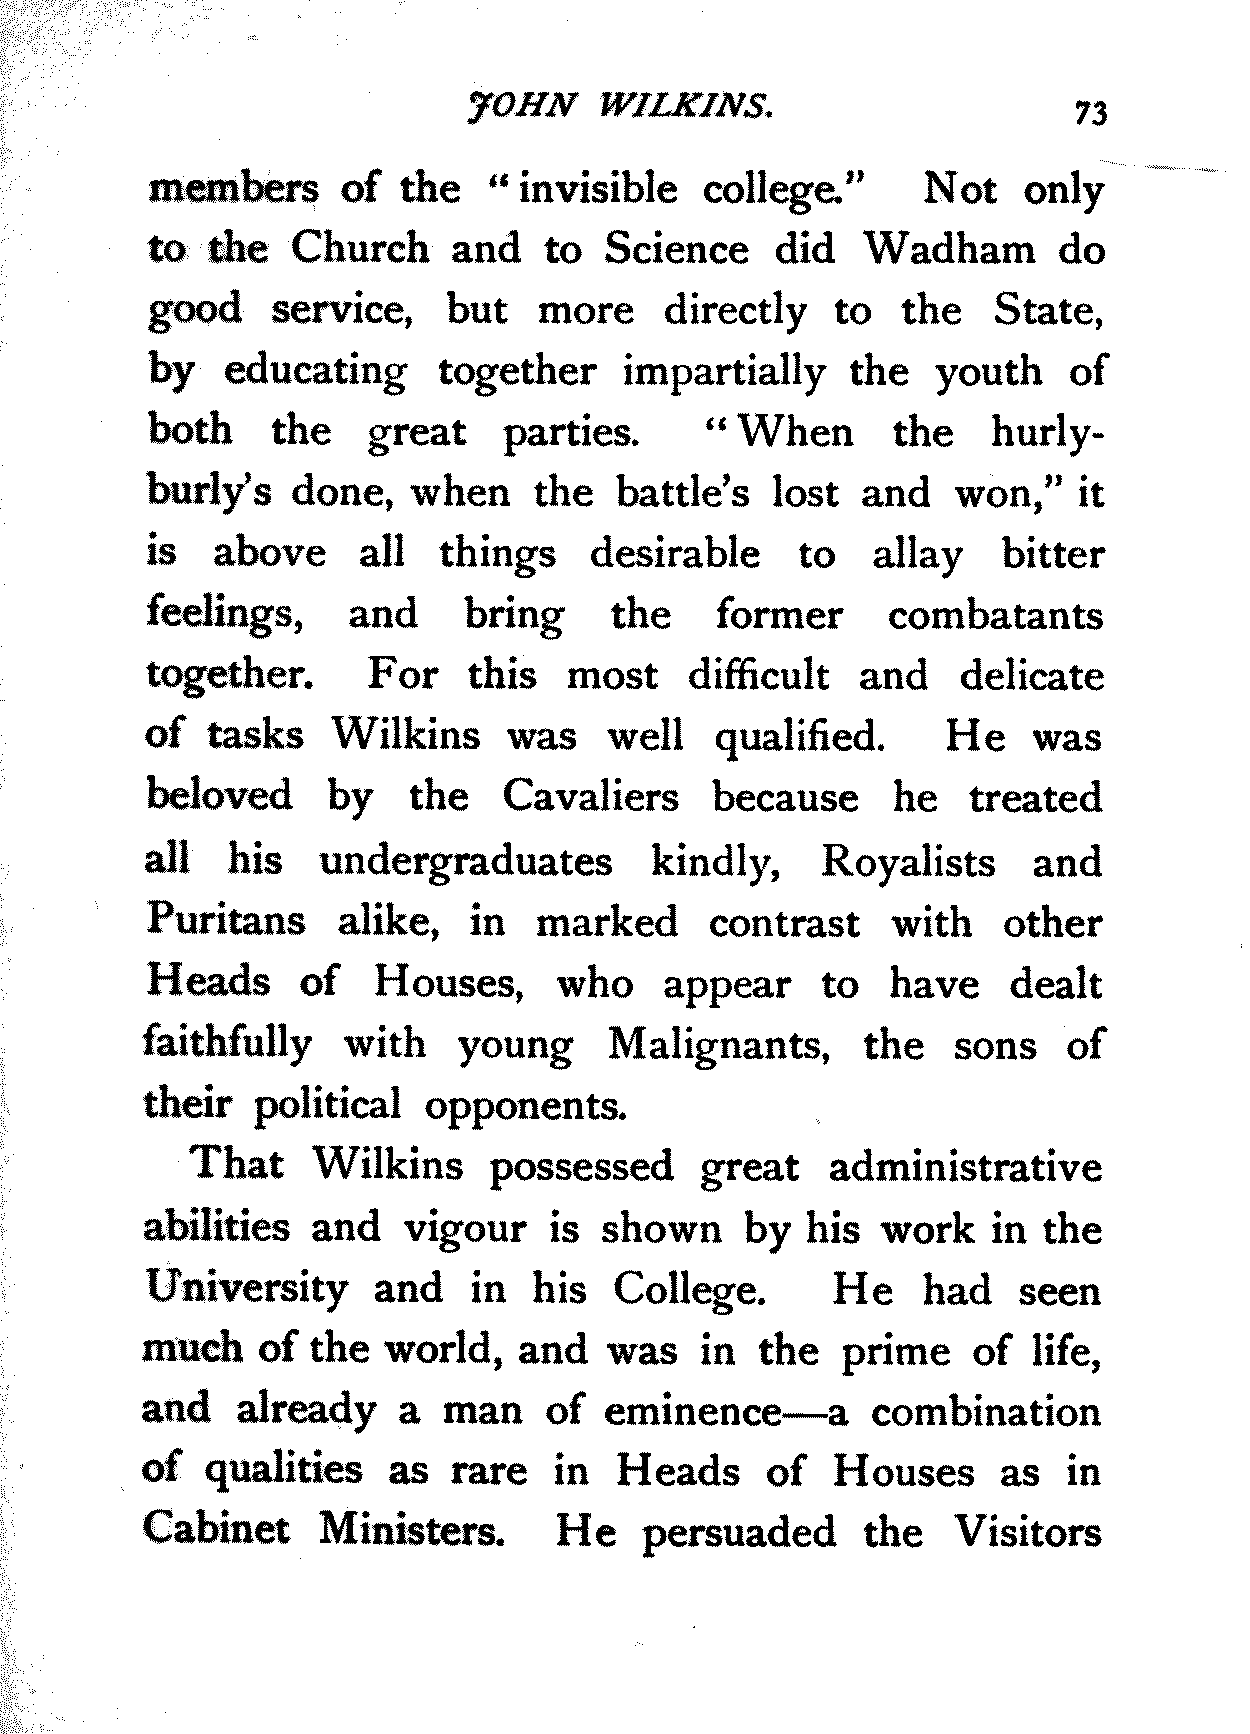 JOHN WILKINS. 73
members of the "invisible college." Not only
to the Church and to Science did Wadham do
good service, but more directly to the State,
by educating together impartially the youth of
both the great parties. "When the hurly-
burly's done, when the battle's lost and won," it
is above all things desirable to allay bitter
feelings, and bring the former combatants
together. For this most difficult and delicate
of tasks Wilkins was well qualified. He was
beloved by the Cavaliers because he treated
all his undergraduates kindly, Royalists and
Puritans alike, in marked contrast with other
Heads of Houses, who appear to have dealt
faithfully with young Malignants, the sons of
their political opponents.
That Wilkins possessed great administrative
abilities and vigour is shown by his work in the
University and in his College. He had seen
much of the world, and was in the prime of life,
and already a man of eminence—a combination
of qualities as rare in Heads of Houses as in
Cabinet Ministers. He persuaded the Visitors